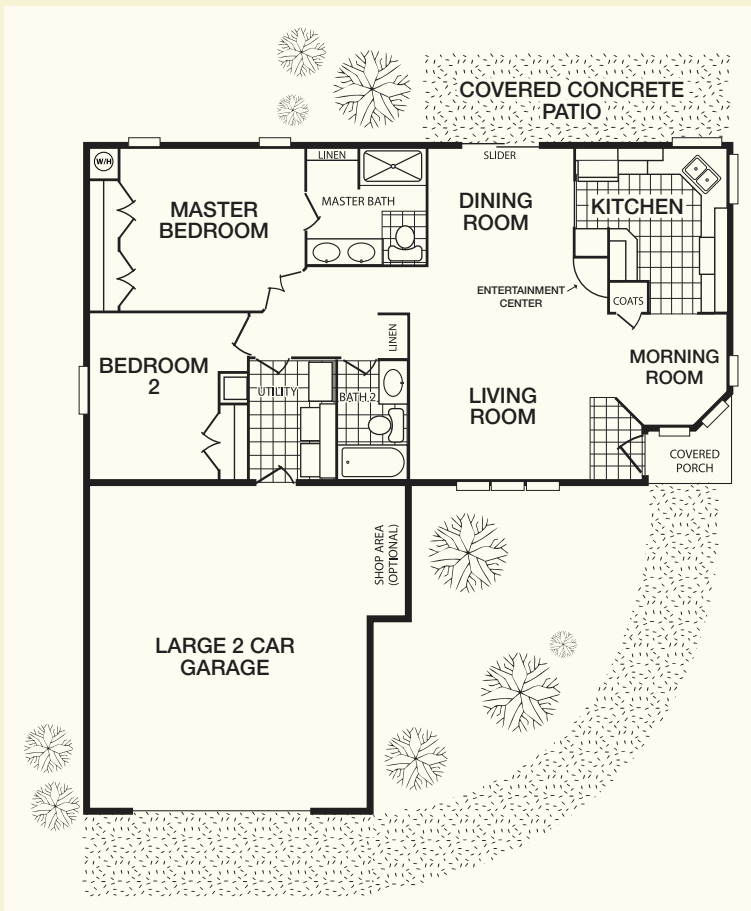 COVERED CONCRETE
PATIO
W/H
LINEN
SLIDER
MASTER
BEDROOM
MASTER BATH
DINING
ROOM
KITCHEN
ENTERTAINMENT
CENTER
COATS
LINEN
BEDROOM
2
UTILITY
BATH 2
LIVING
ROOM
MORNING
ROOM
COVERED
PORCH
SHOP AREA
(OPTIONAL)
LARGE 2 CAR
GARAGE